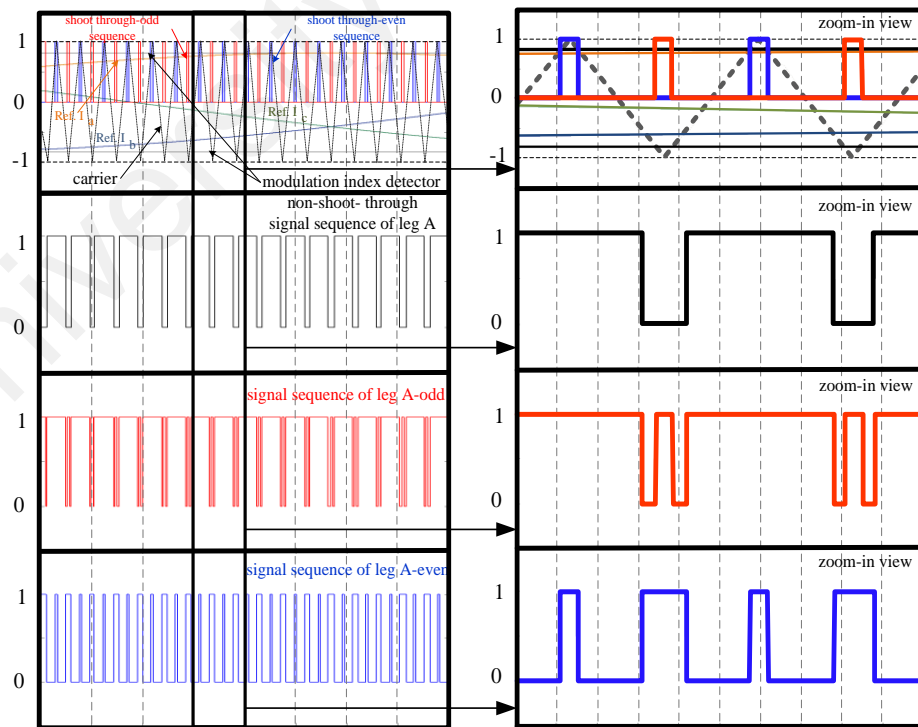 shoot through-odd
sequence
shoot through-even
sequence
1
0
-1
Ref. I a
Ref. I b
Ref. I c
carrier
modulation index detector
zoom-in view
1
0
-1
non-shoot- through
signal sequence of leg A
1
0
zoom-in view
1
0
signal sequence of leg A-odd
1
0
zoom-in view
1
0
signal sequence of leg A-even
1
0
zoom-in view
1
0